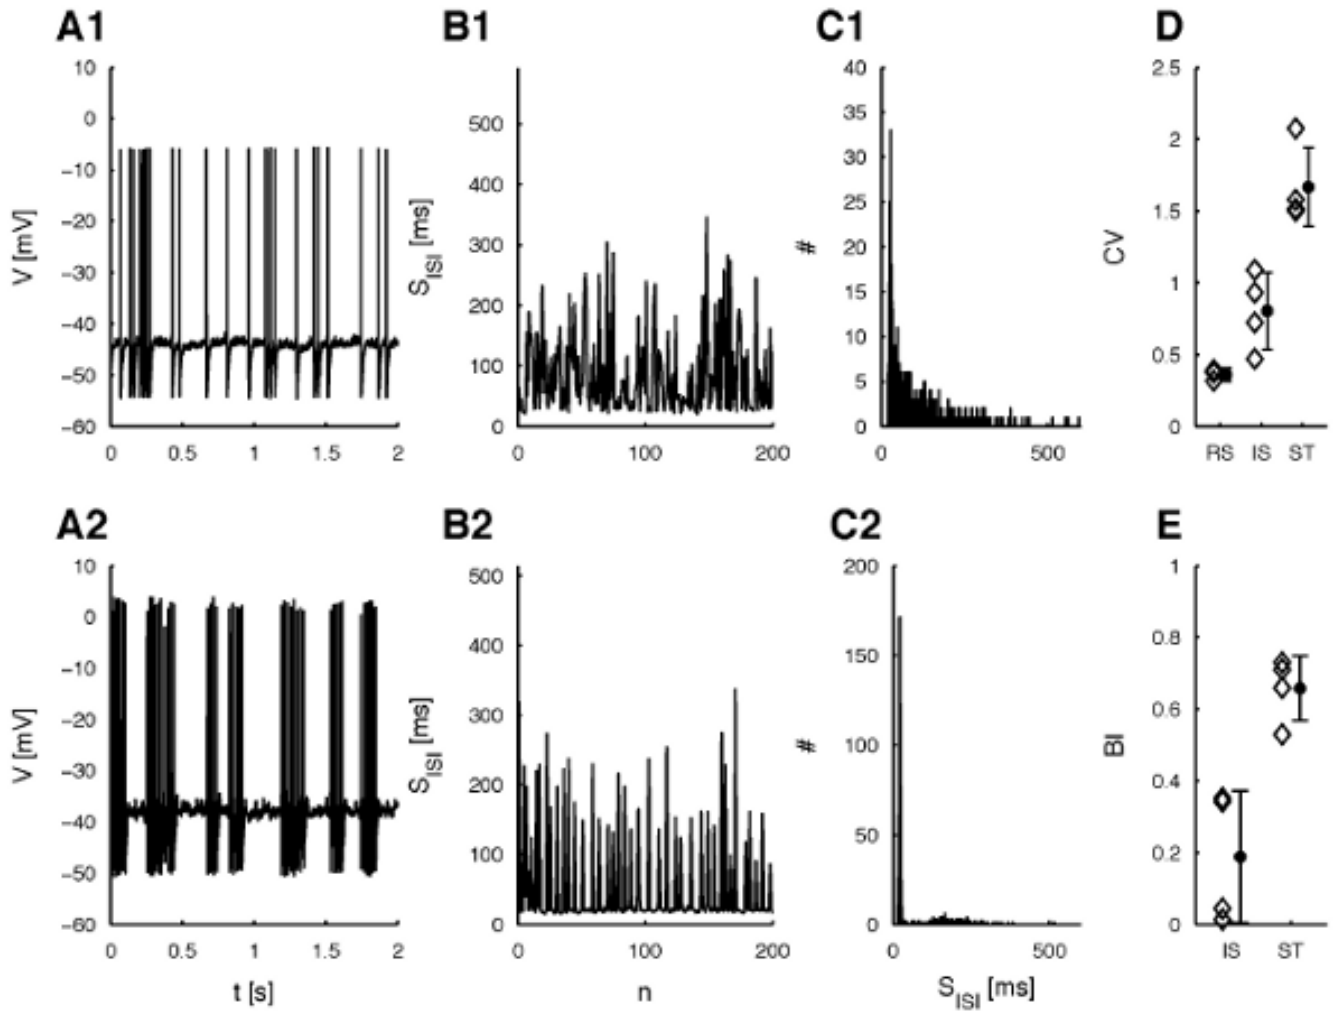 A1
B1
C1
D
10
0
−10
−20
−30
−40
−50
−60
V [mV]
0 0.5 1 1.5 2
500
400
300
200
100
0
S_ISI [ms]
0 100 200
40
35
30
25
20
15
10
5
0
#
0 500
2.5
2
1.5
1
0.5
0
CV
RS IS ST
A2
B2
C2
E
10
0
−10
−20
−30
−40
−50
−60
V [mV]
0 0.5 1 1.5 2
t [s]
500
400
300
200
100
0
S_ISI [ms]
0 100 200
n
200
150
100
50
0
#
0 500
S_ISI [ms]
1
0.8
0.6
0.4
0.2
0
BI
IS ST